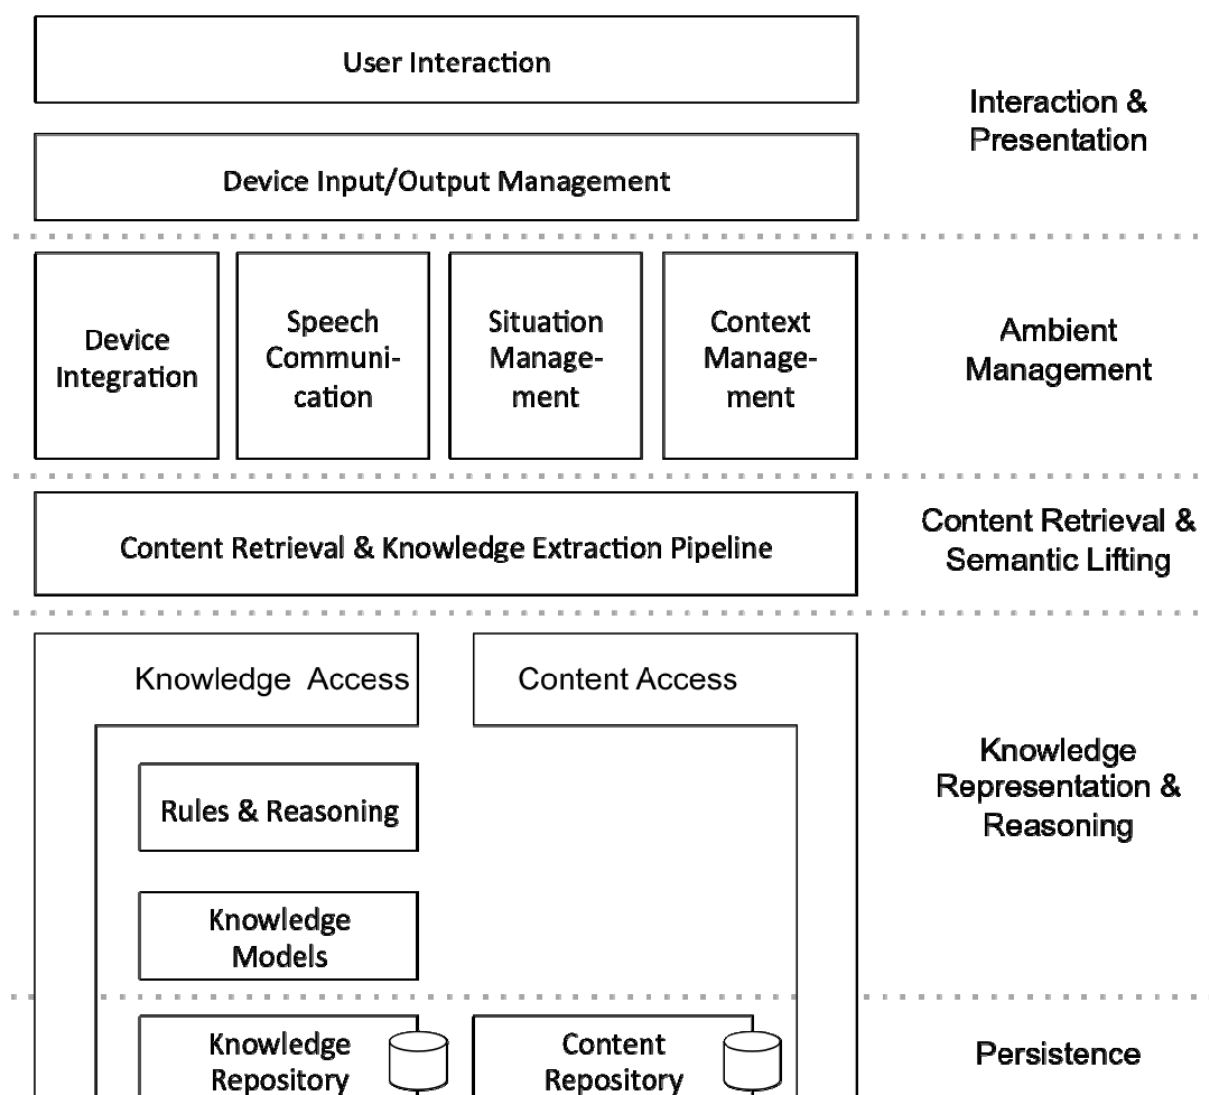 User Interaction
Interaction &
Presentation
Device Input/Output Management
Device
Integration
Speech
Communi-
cation
Situation
Manage-
ment
Context
Manage-
ment
Ambient
Management
Content Retrieval & Knowledge Extraction Pipeline
Content Retrieval &
Semantic Lifting
Knowledge Access
Content Access
Rules & Reasoning
Knowledge
Models
Knowledge
Representation &
Reasoning
Knowledge
Repository
Content
Repository
Persistence